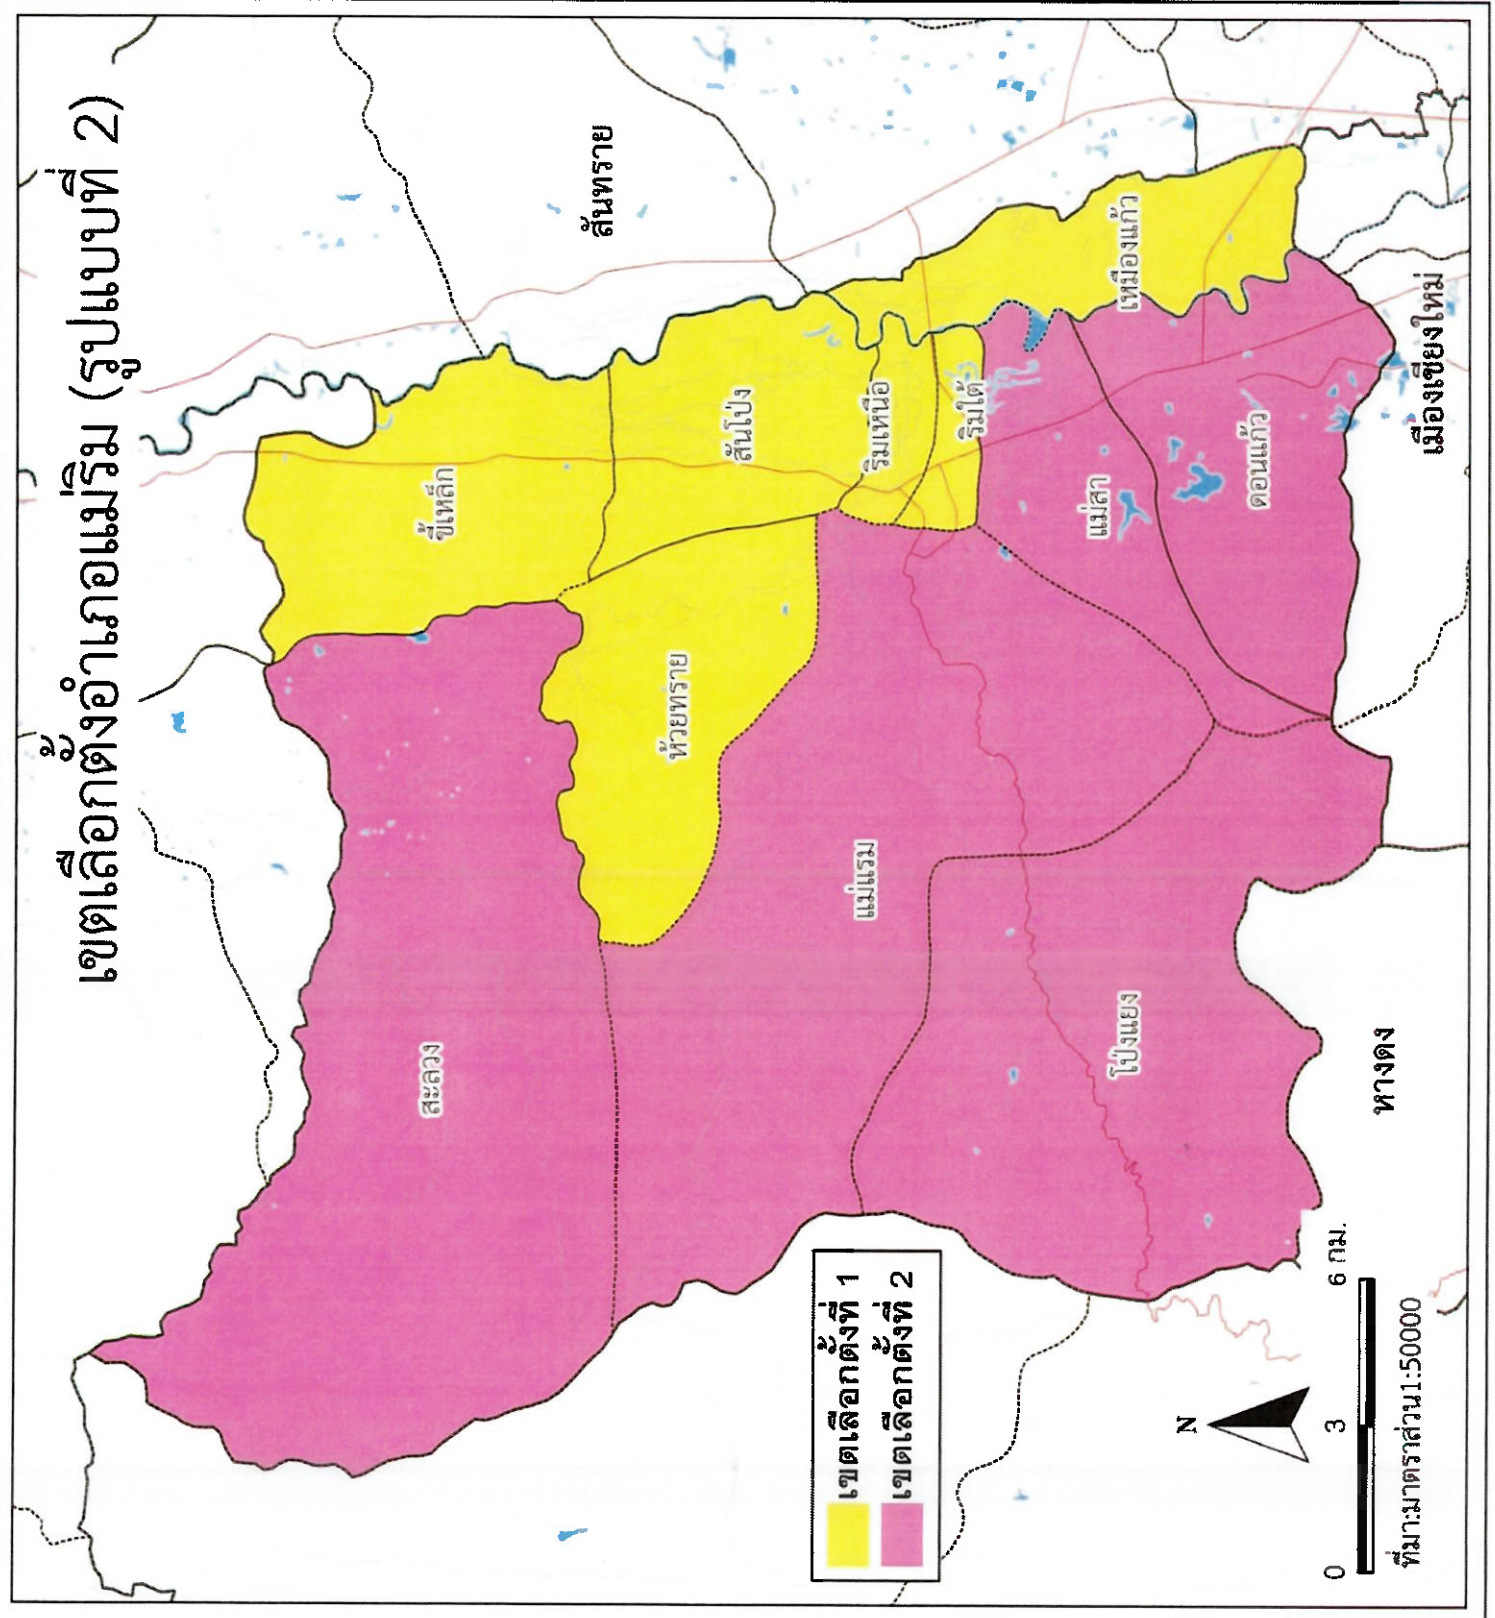 เขตเลือกตั้งอำเภอแม่ริม (รูปแบบที่ 2)
สันทราย
ขี้เหล็ก
สันโป่ง
ริมเหนือ
ริมใต้
เหมืองแก้ว
ห้วยทราย
แม่สา
ดอนแก้ว
เมืองเชียงใหม่
สะลวง
แม่แรม
โป่งแยง
หางดง
เขตเลือกตั้งที่ 1
เขตเลือกตั้งที่ 2
N
0 3 6 กม.
ที่มา:มาตราส่วน1:50000